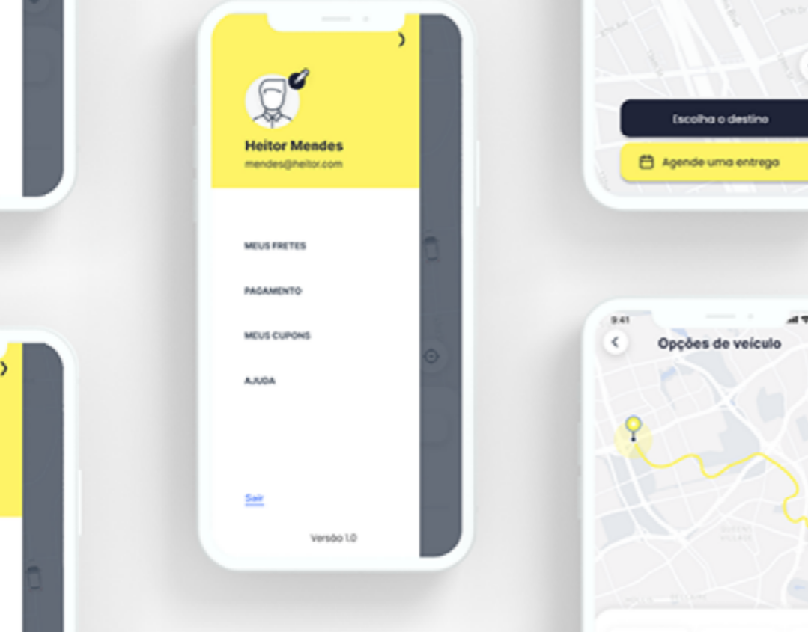 Heitor Mendes
mendes@heitor.com
MEUS FRETES
PAGAMENTO
MEUS CUPONS
AJUDA
Sair
Versão 1.0
Escolha o destino
Agende uma entrega
9:41
Opções de veículo